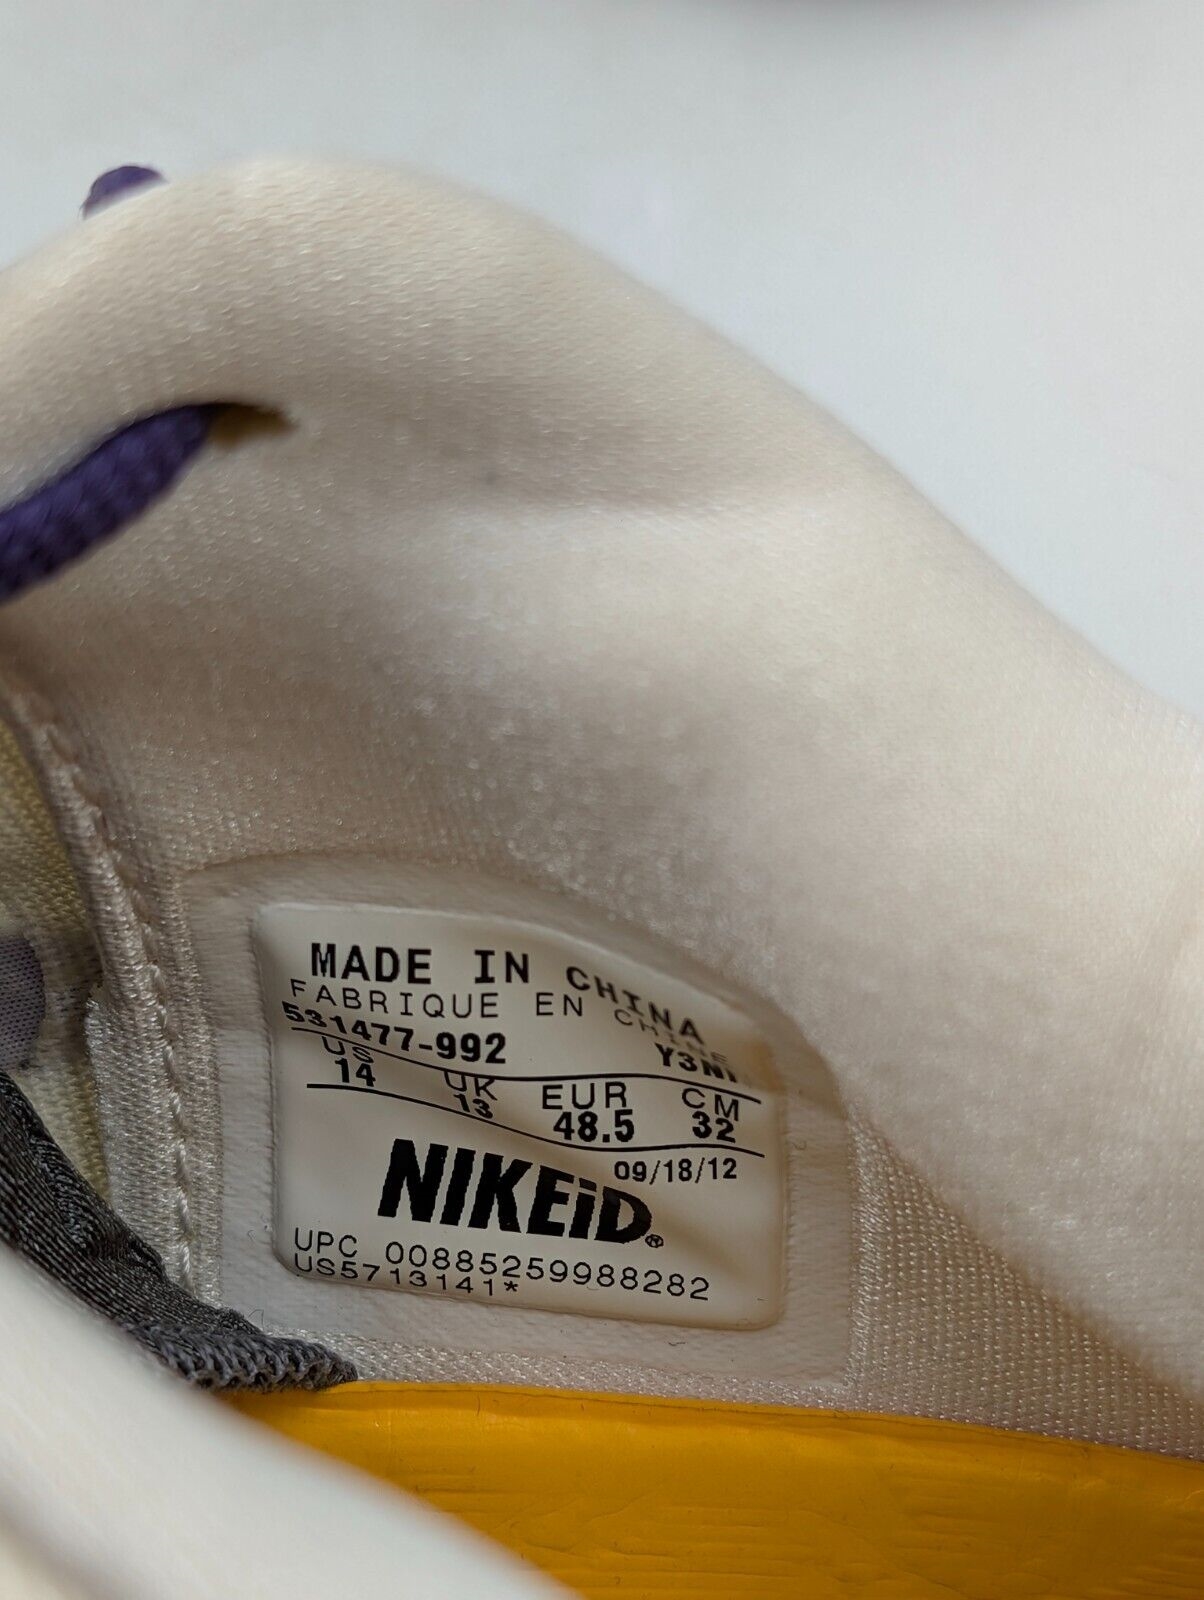 MADE IN CHINA
FABRIQUE EN CHINE
531477-992
US UK EUR CM
14 13 48.5 32
09/18/12
NIKEiD®
UPC 00885259988282
US5713141*